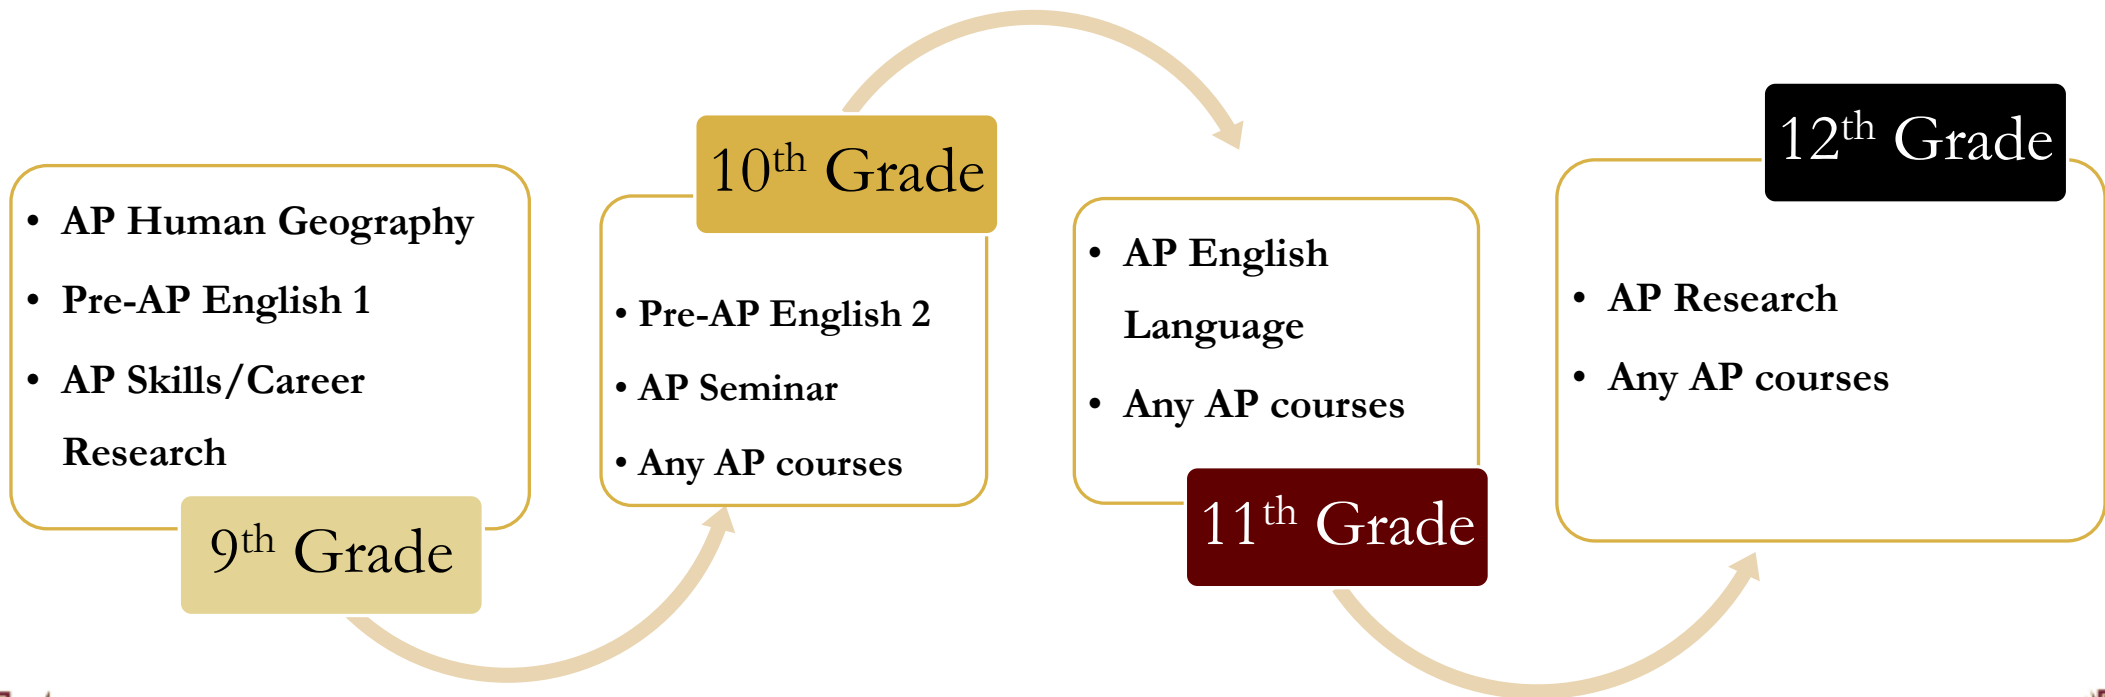 • AP Human Geography
• Pre-AP English 1
• AP Skills/Career
Research
9th Grade
10th Grade
• Pre-AP English 2
• AP Seminar
• Any AP courses
• AP English
Language
• Any AP courses
11th Grade
12th Grade
• AP Research
• Any AP courses